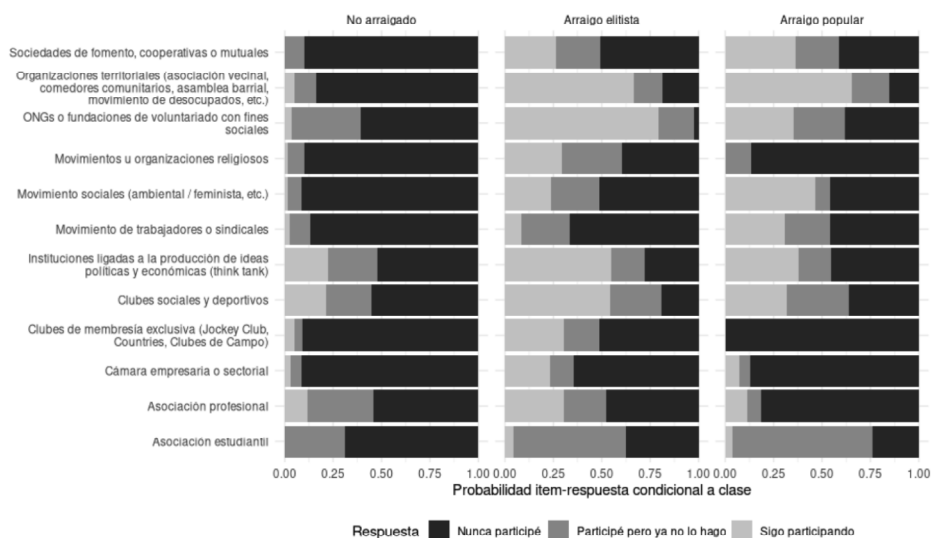 No arraigado Arraigo elitista Arraigo popular
Sociedades de fomento, cooperativas o mutuales
Organizaciones territoriales (asociación vecinal,
comedores comunitarios, asamblea barrial,
movimiento de desocupados, etc.)
ONGs o fundaciones de voluntariado con fines
sociales
Movimientos u organizaciones religiosos
Movimiento sociales (ambiental / feminista, etc.)
Movimiento de trabajadores o sindicales
Instituciones ligadas a la producción de ideas
políticas y económicas (think tank)
Clubes sociales y deportivos
Clubes de membresía exclusiva (Jockey Club,
Countries, Clubes de Campo)
Cámara empresaria o sectorial
Asociación profesional
Asociación estudiantil
0.00 0.25 0.50 0.75 1.00 0.00 0.25 0.50 0.75 1.00 0.00 0.25 0.50 0.75 1.00
Probabilidad item-respuesta condicional a clase
Respuesta Nunca participé Participé pero ya no lo hago Sigo participando